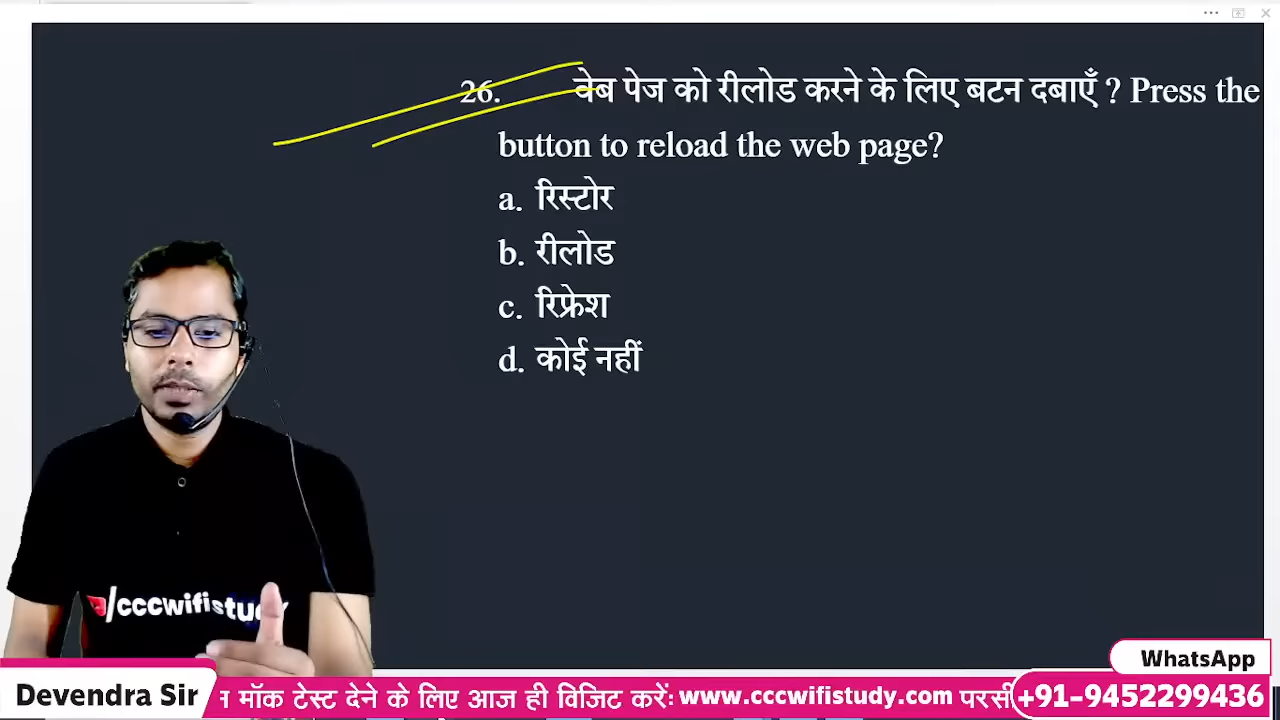 26. वेब पेज को रीलोड करने के लिए बटन दबाएँ ? Press the
button to reload the web page?
a. रिस्टोर
b. रीलोड
c. रिफ्रेश
d. कोई नहीं
/cccwifistudy
WhatsApp
Devendra Sir
न मॉक टेस्ट देने के लिए आज ही विजिट करें: www.cccwifistudy.com परसी
+91-9452299436